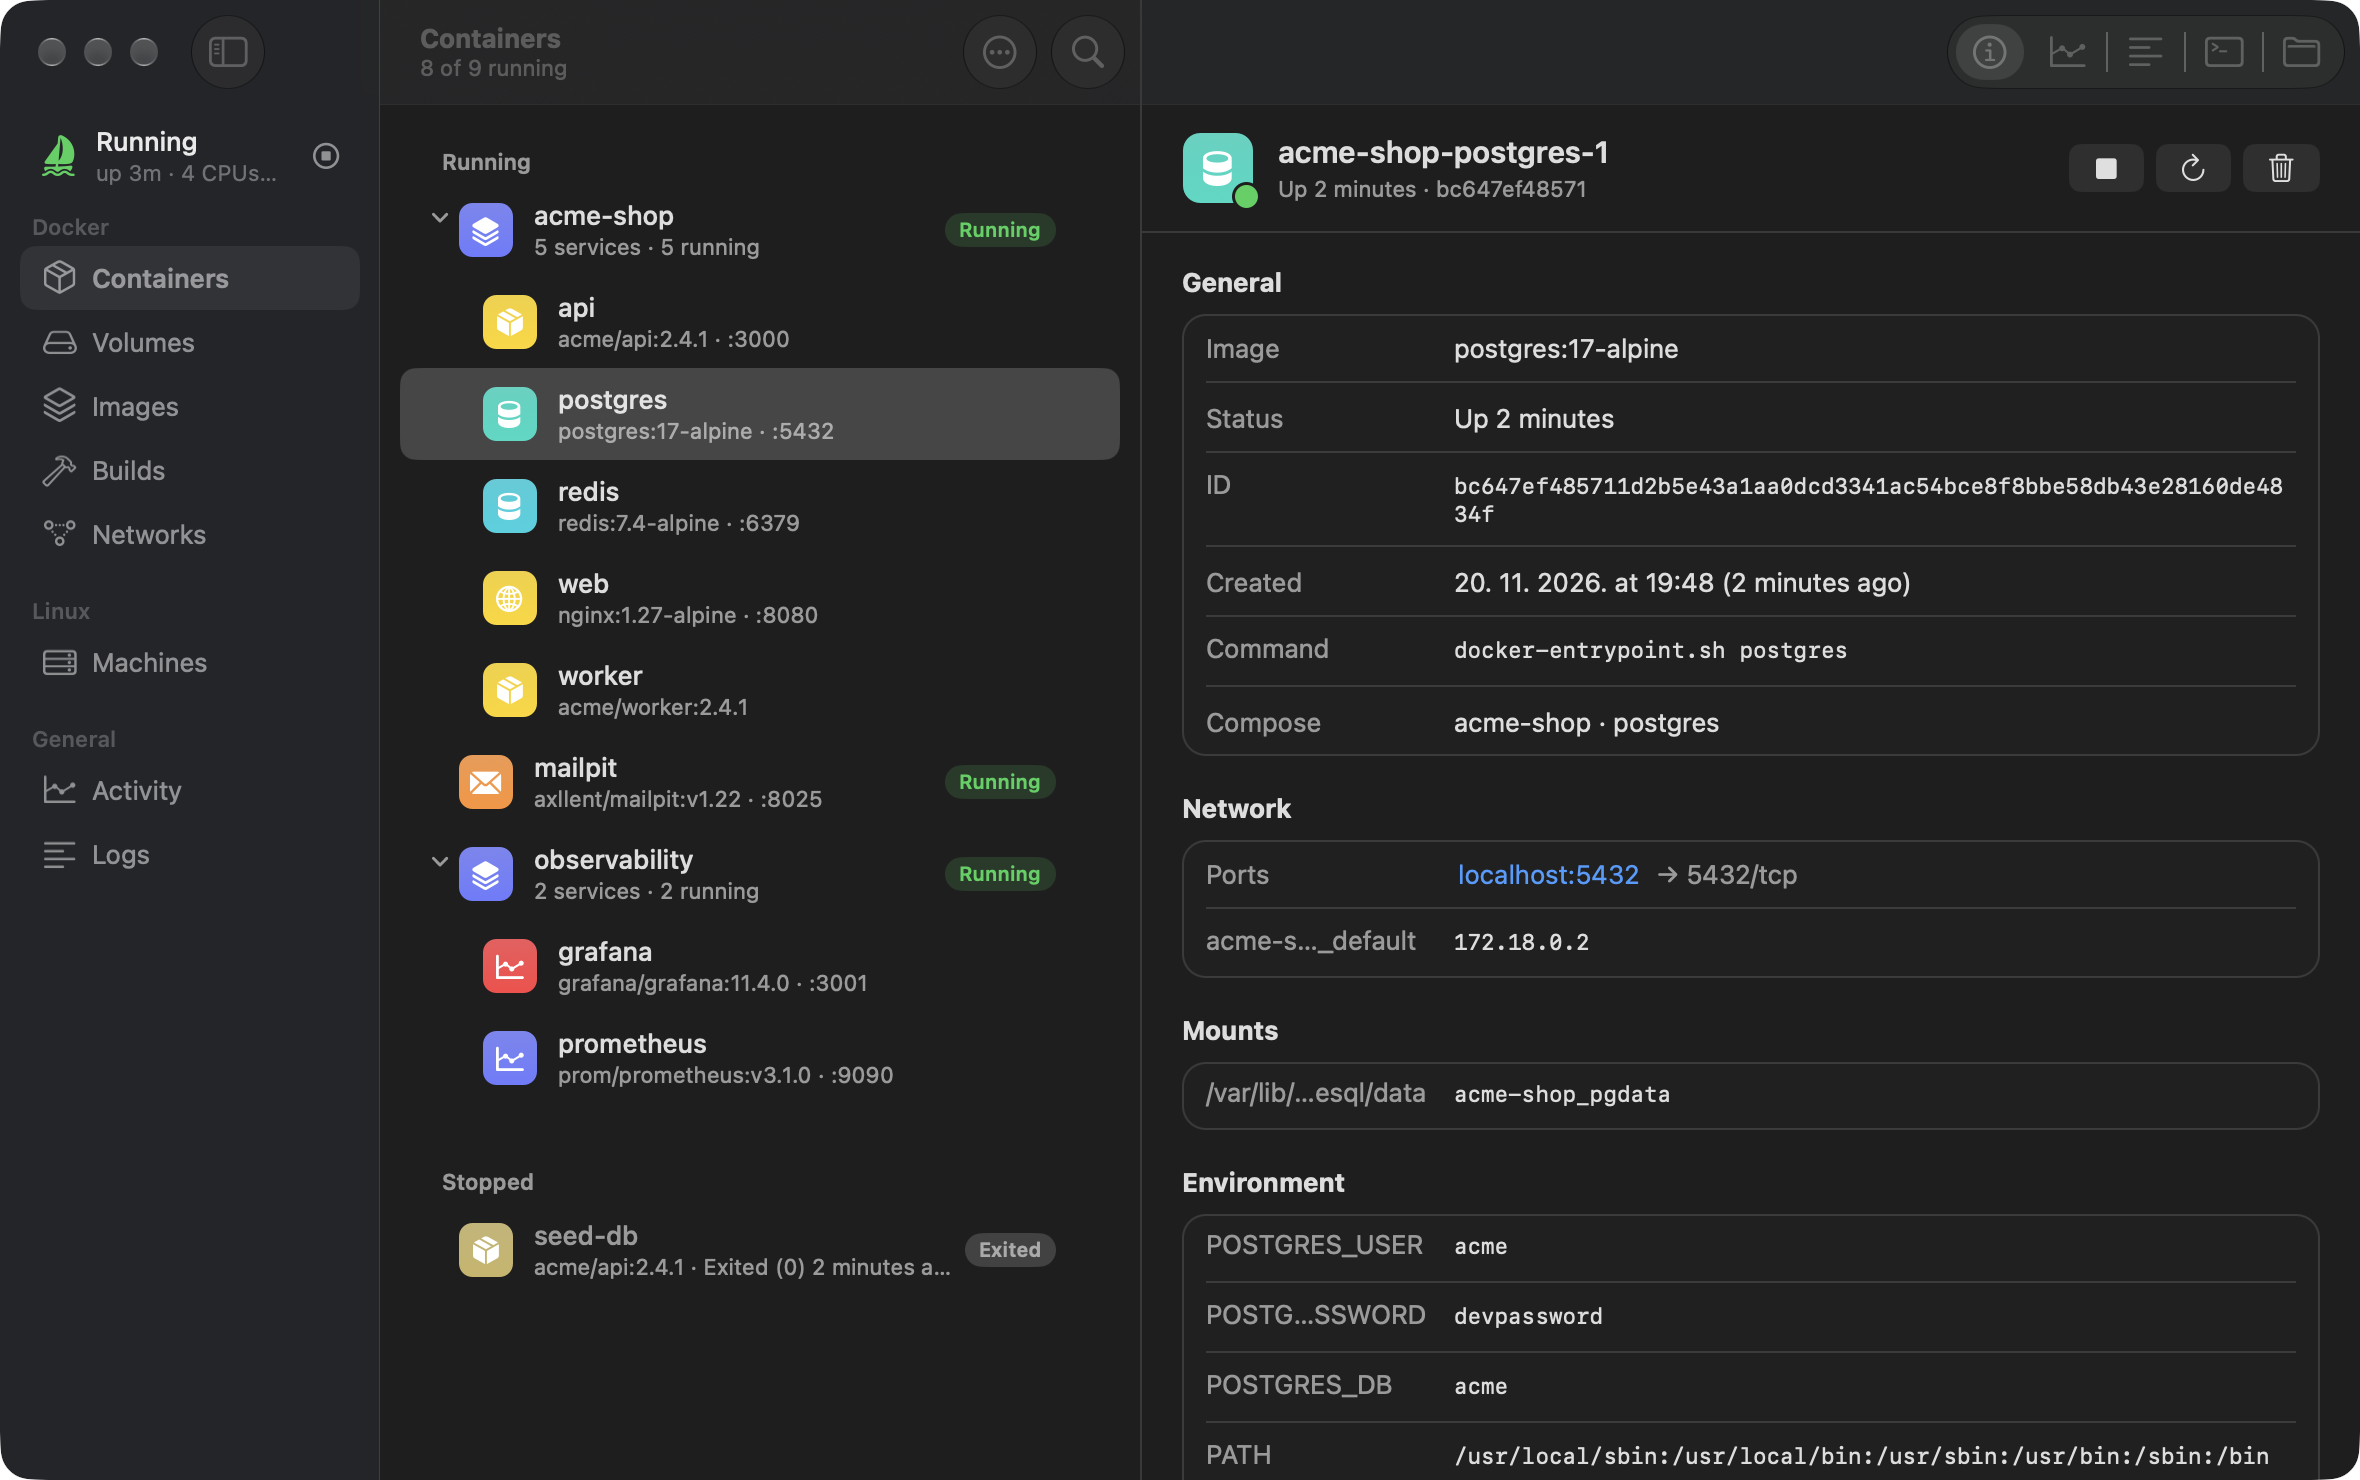 Running
up 3m · 4 CPUs...
Docker
Containers
Volumes
Images
Builds
Networks
Linux
Machines
General
Activity
Logs
Containers
8 of 9 running
Running
acme-shop
5 services · 5 running
Running
api
acme/api:2.4.1 · :3000
postgres
postgres:17-alpine · :5432
redis
redis:7.4-alpine · :6379
web
nginx:1.27-alpine · :8080
worker
acme/worker:2.4.1
mailpit
axllent/mailpit:v1.22 · :8025
Running
observability
2 services · 2 running
Running
grafana
grafana/grafana:11.4.0 · :3001
prometheus
prom/prometheus:v3.1.0 · :9090
Stopped
seed-db
acme/api:2.4.1 · Exited (0) 2 minutes a...
Exited
acme-shop-postgres-1
Up 2 minutes · bc647ef48571
General
Image postgres:17-alpine
Status Up 2 minutes
ID bc647ef485711d2b5e43a1aa0dcd3341ac54bce8f8bbe58db43e28160de48
34f
Created 20. 11. 2026. at 19:48 (2 minutes ago)
Command docker-entrypoint.sh postgres
Compose acme-shop · postgres
Network
Ports localhost:5432 → 5432/tcp
acme-s..._default 172.18.0.2
Mounts
/var/lib/...esql/data acme-shop_pgdata
Environment
POSTGRES_USER acme
POSTG...SSWORD devpassword
POSTGRES_DB acme
PATH /usr/local/sbin:/usr/local/bin:/usr/sbin:/usr/bin:/sbin:/bin